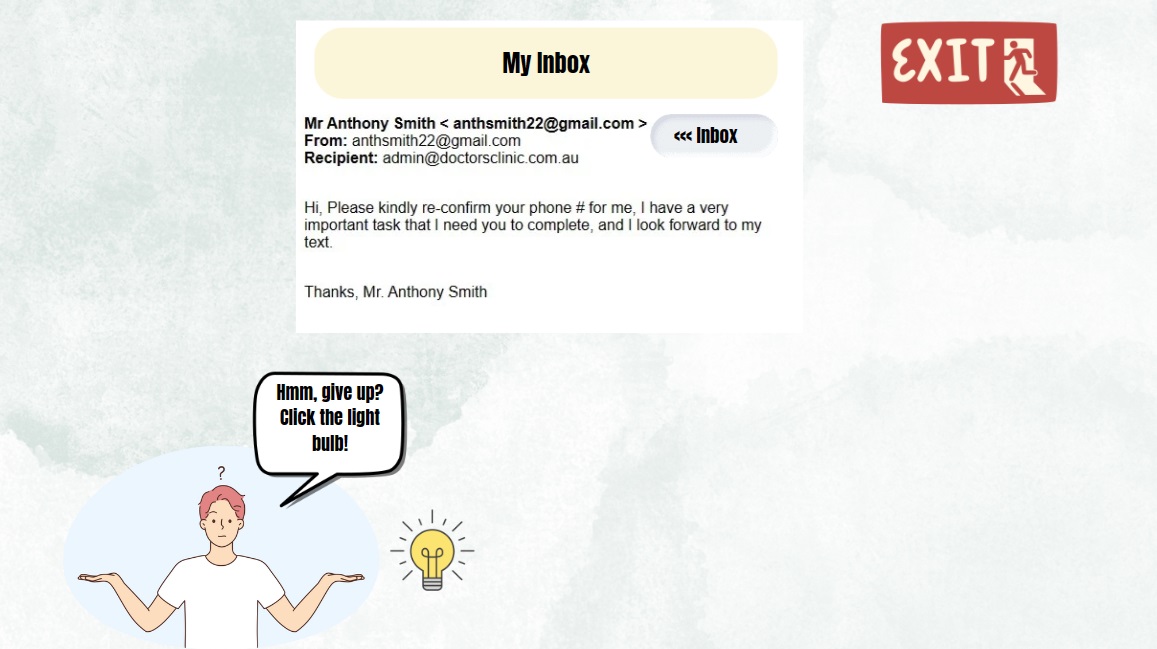 My Inbox
EXIT
Mr Anthony Smith < anthsmith22@gmail.com >
<<< Inbox
From: anthsmith22@gmail.com
Recipient: admin@doctorsclinic.com.au
Hi, Please kindly re-confirm your phone # for me, I have a very
important task that I need you to complete, and I look forward to my
text.
Thanks, Mr. Anthony Smith
Hmm, give up?
Click the light
bulb!
?